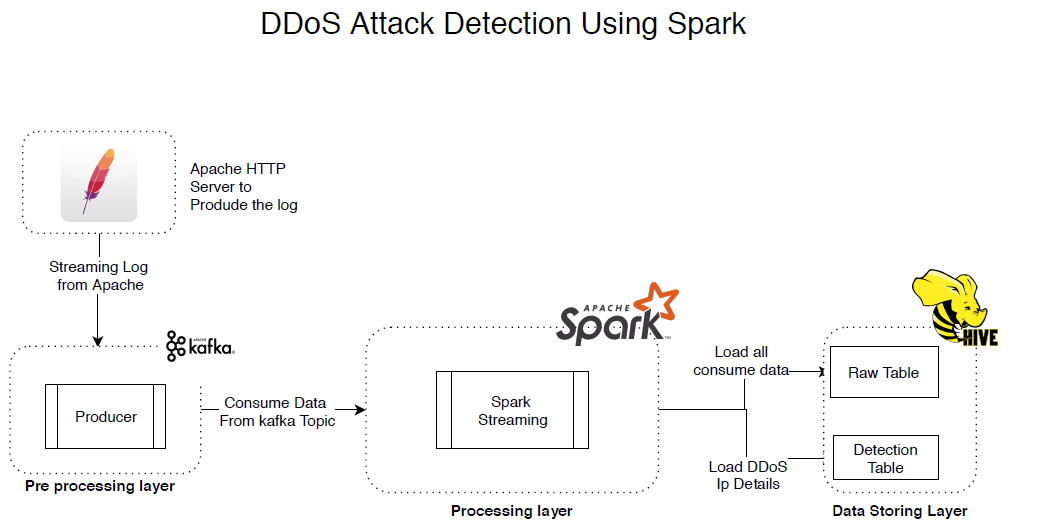 DDoS Attack Detection Using Spark
Apache HTTP
Server to
Produde the log
Streaming Log
from Apache
APACHE
kafka
Producer
Pre processing layer
Consume Data
From kafka Topic
APACHE
Spark
TM
Spark
Streaming
Processing layer
Load all
consume data
Load DDoS
Ip Details
HIVE
Raw Table
Detection
Table
Data Storing Layer